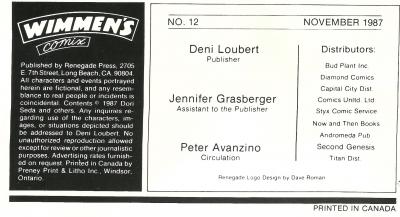 WIMMEN'S
comix
Published by Renegade Press, 2705
E. 7th Street, Long Beach, CA. 90804.
All characters and events portrayed
herein are fictional, and any resem-
blance to real people or incidents is
coincidental. Contents © 1987 Dori
Seda and others. Any inquiries re-
garding use of the characters, im-
ages, or situations depicted should
be addressed to Deni Loubert. No
unauthorized reproduction allowed
except for review or other journalistic
purposes. Advertising rates furnish-
ed on request. Printed in Canada by
Preney Print & Litho Inc., Windsor,
Ontario.
NO. 12
NOVEMBER 1987
Deni Loubert
Publisher
Jennifer Grasberger
Assistant to the Publisher
Peter Avanzino
Circulation
Distributors:
Bud Plant Inc.
Diamond Comics
Capital City Dist.
Comics Unltd. Ltd.
Styx Comic Service
Now and Then Books
Andromeda Pub.
Second Genesis
Titan Dist.
Renegade Logo Design by Dave Roman
PRINTED IN CANADA